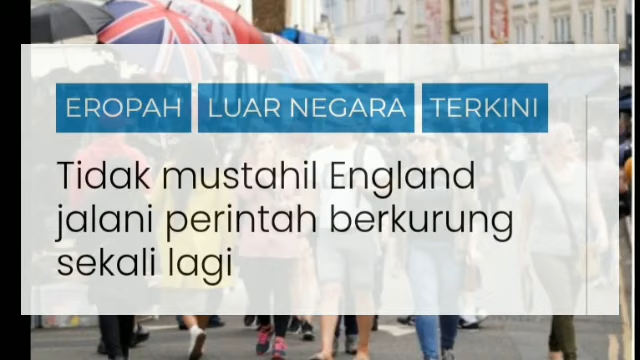 EROPAH LUAR NEGARA TERKINI
Tidak mustahil England
jalani perintah berkurung
sekali lagi